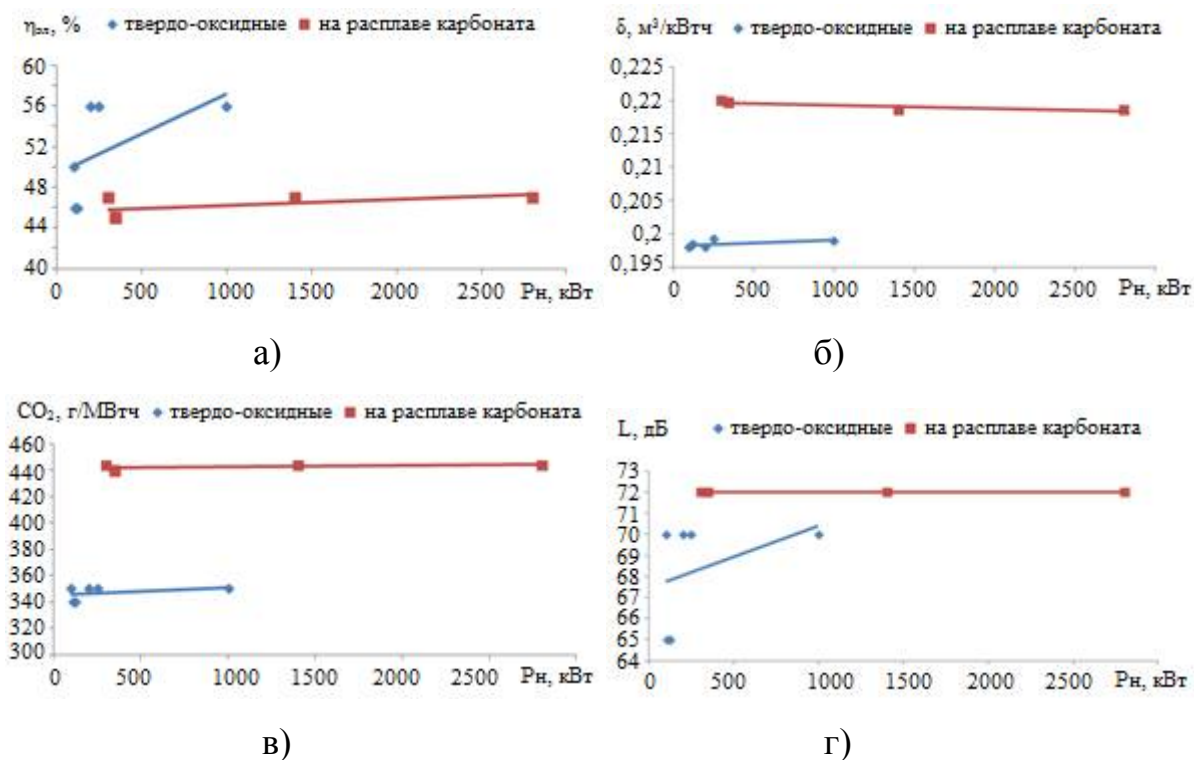 ηэл, % твердо-оксидные на расплаве карбоната
60
56
52
48
44
40
0 500 1000 1500 2000 2500 Рн, кВт
а)
δ, м³/кВтч твердо-оксидные на расплаве карбоната
0,225
0,22
0,215
0,21
0,205
0,2
0,195
0 500 1000 1500 2000 2500 Рн, кВт
б)
CO₂, г/МВтч твердо-оксидные на расплаве карбоната
460
440
420
400
380
360
340
320
300
0 500 1000 1500 2000 2500 Рн, кВт
в)
L, дБ твердо-оксидные на расплаве карбоната
73
72
71
70
69
68
67
66
65
64
0 500 1000 1500 2000 2500 Рн, кВт
г)